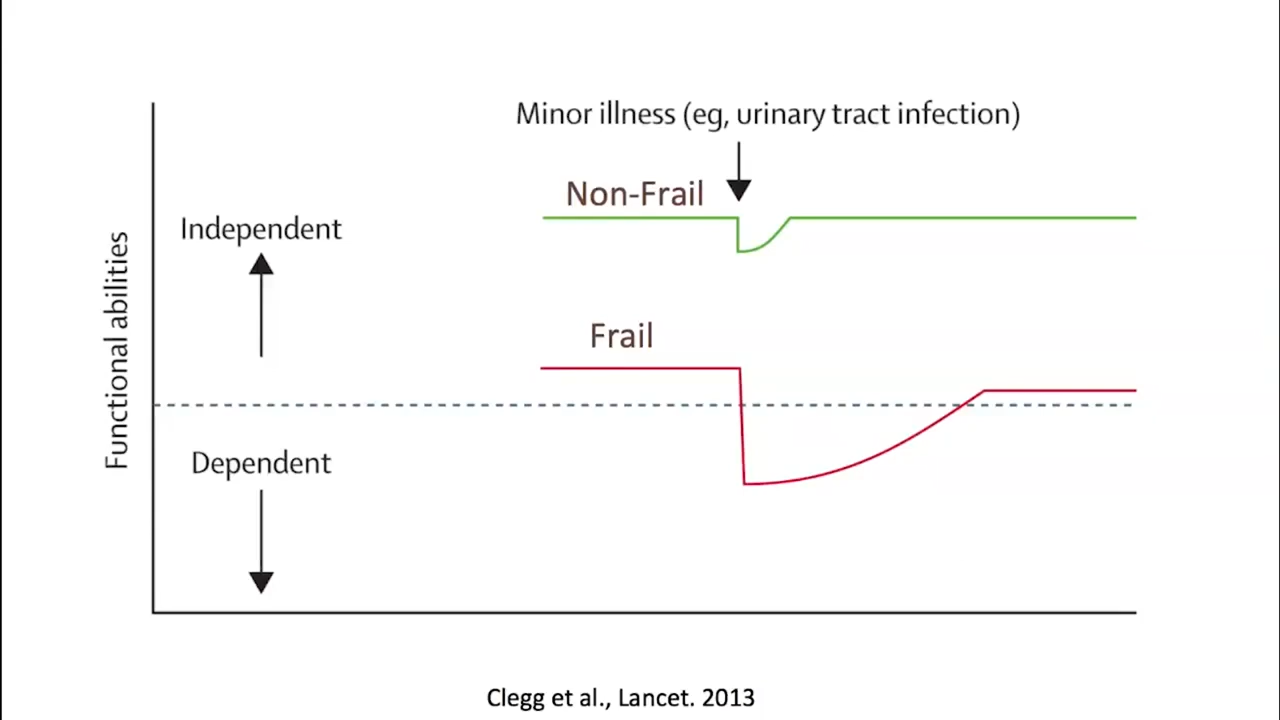 Minor illness (eg, urinary tract infection)
Non-Frail
Independent
Functional abilities
Frail
Dependent
Clegg et al., Lancet. 2013